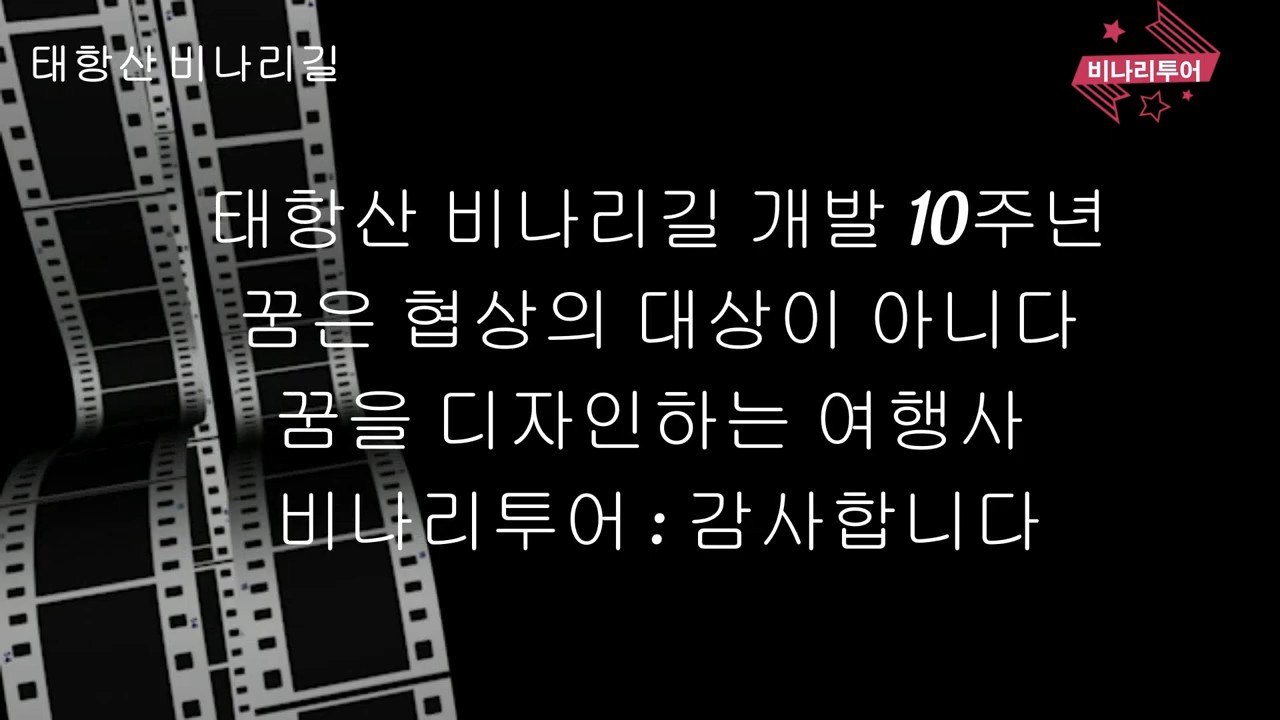 태항산 비나리길
비나리투어
태항산 비나리길 개발 10주년
꿈은 협상의 대상이 아니다
꿈을 디자인하는 여행사
비나리투어 : 감사합니다